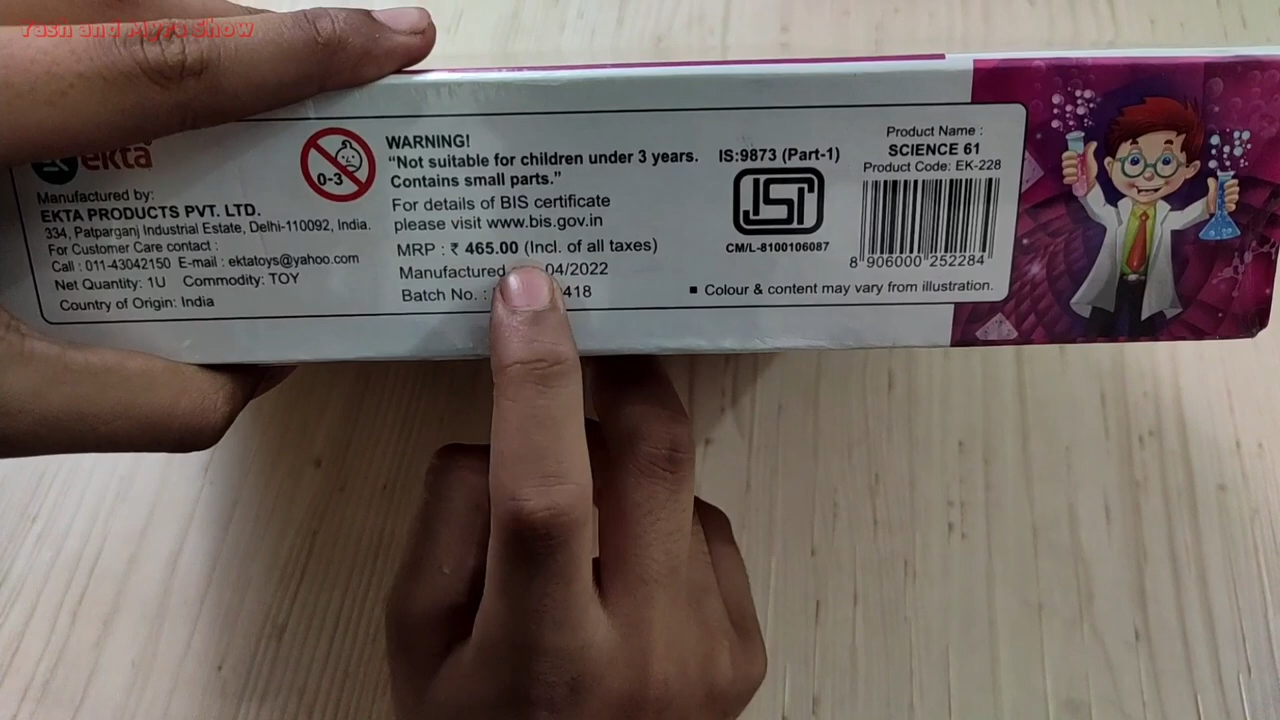 Yash and Myra Show
ekta
Manufactured by:
EKTA PRODUCTS PVT. LTD.
334, Patparganj Industrial Estate, Delhi-110092, India.
For Customer Care contact :
Call : 011-43042150 E-mail : ektatoys@yahoo.com
Net Quantity: 1U Commodity: TOY
Country of Origin: India
0-3
WARNING!
“Not suitable for children under 3 years.
Contains small parts.”
For details of BIS certificate
please visit www.bis.gov.in
MRP : ₹ 465.00 (Incl. of all taxes)
Manufactured 04/2022
Batch No. : 418
IS:9873 (Part-1)
ISI
CM/L-8100106087
Product Name :
SCIENCE 61
Product Code: EK-228
8 906000 252284
■ Colour & content may vary from illustration.